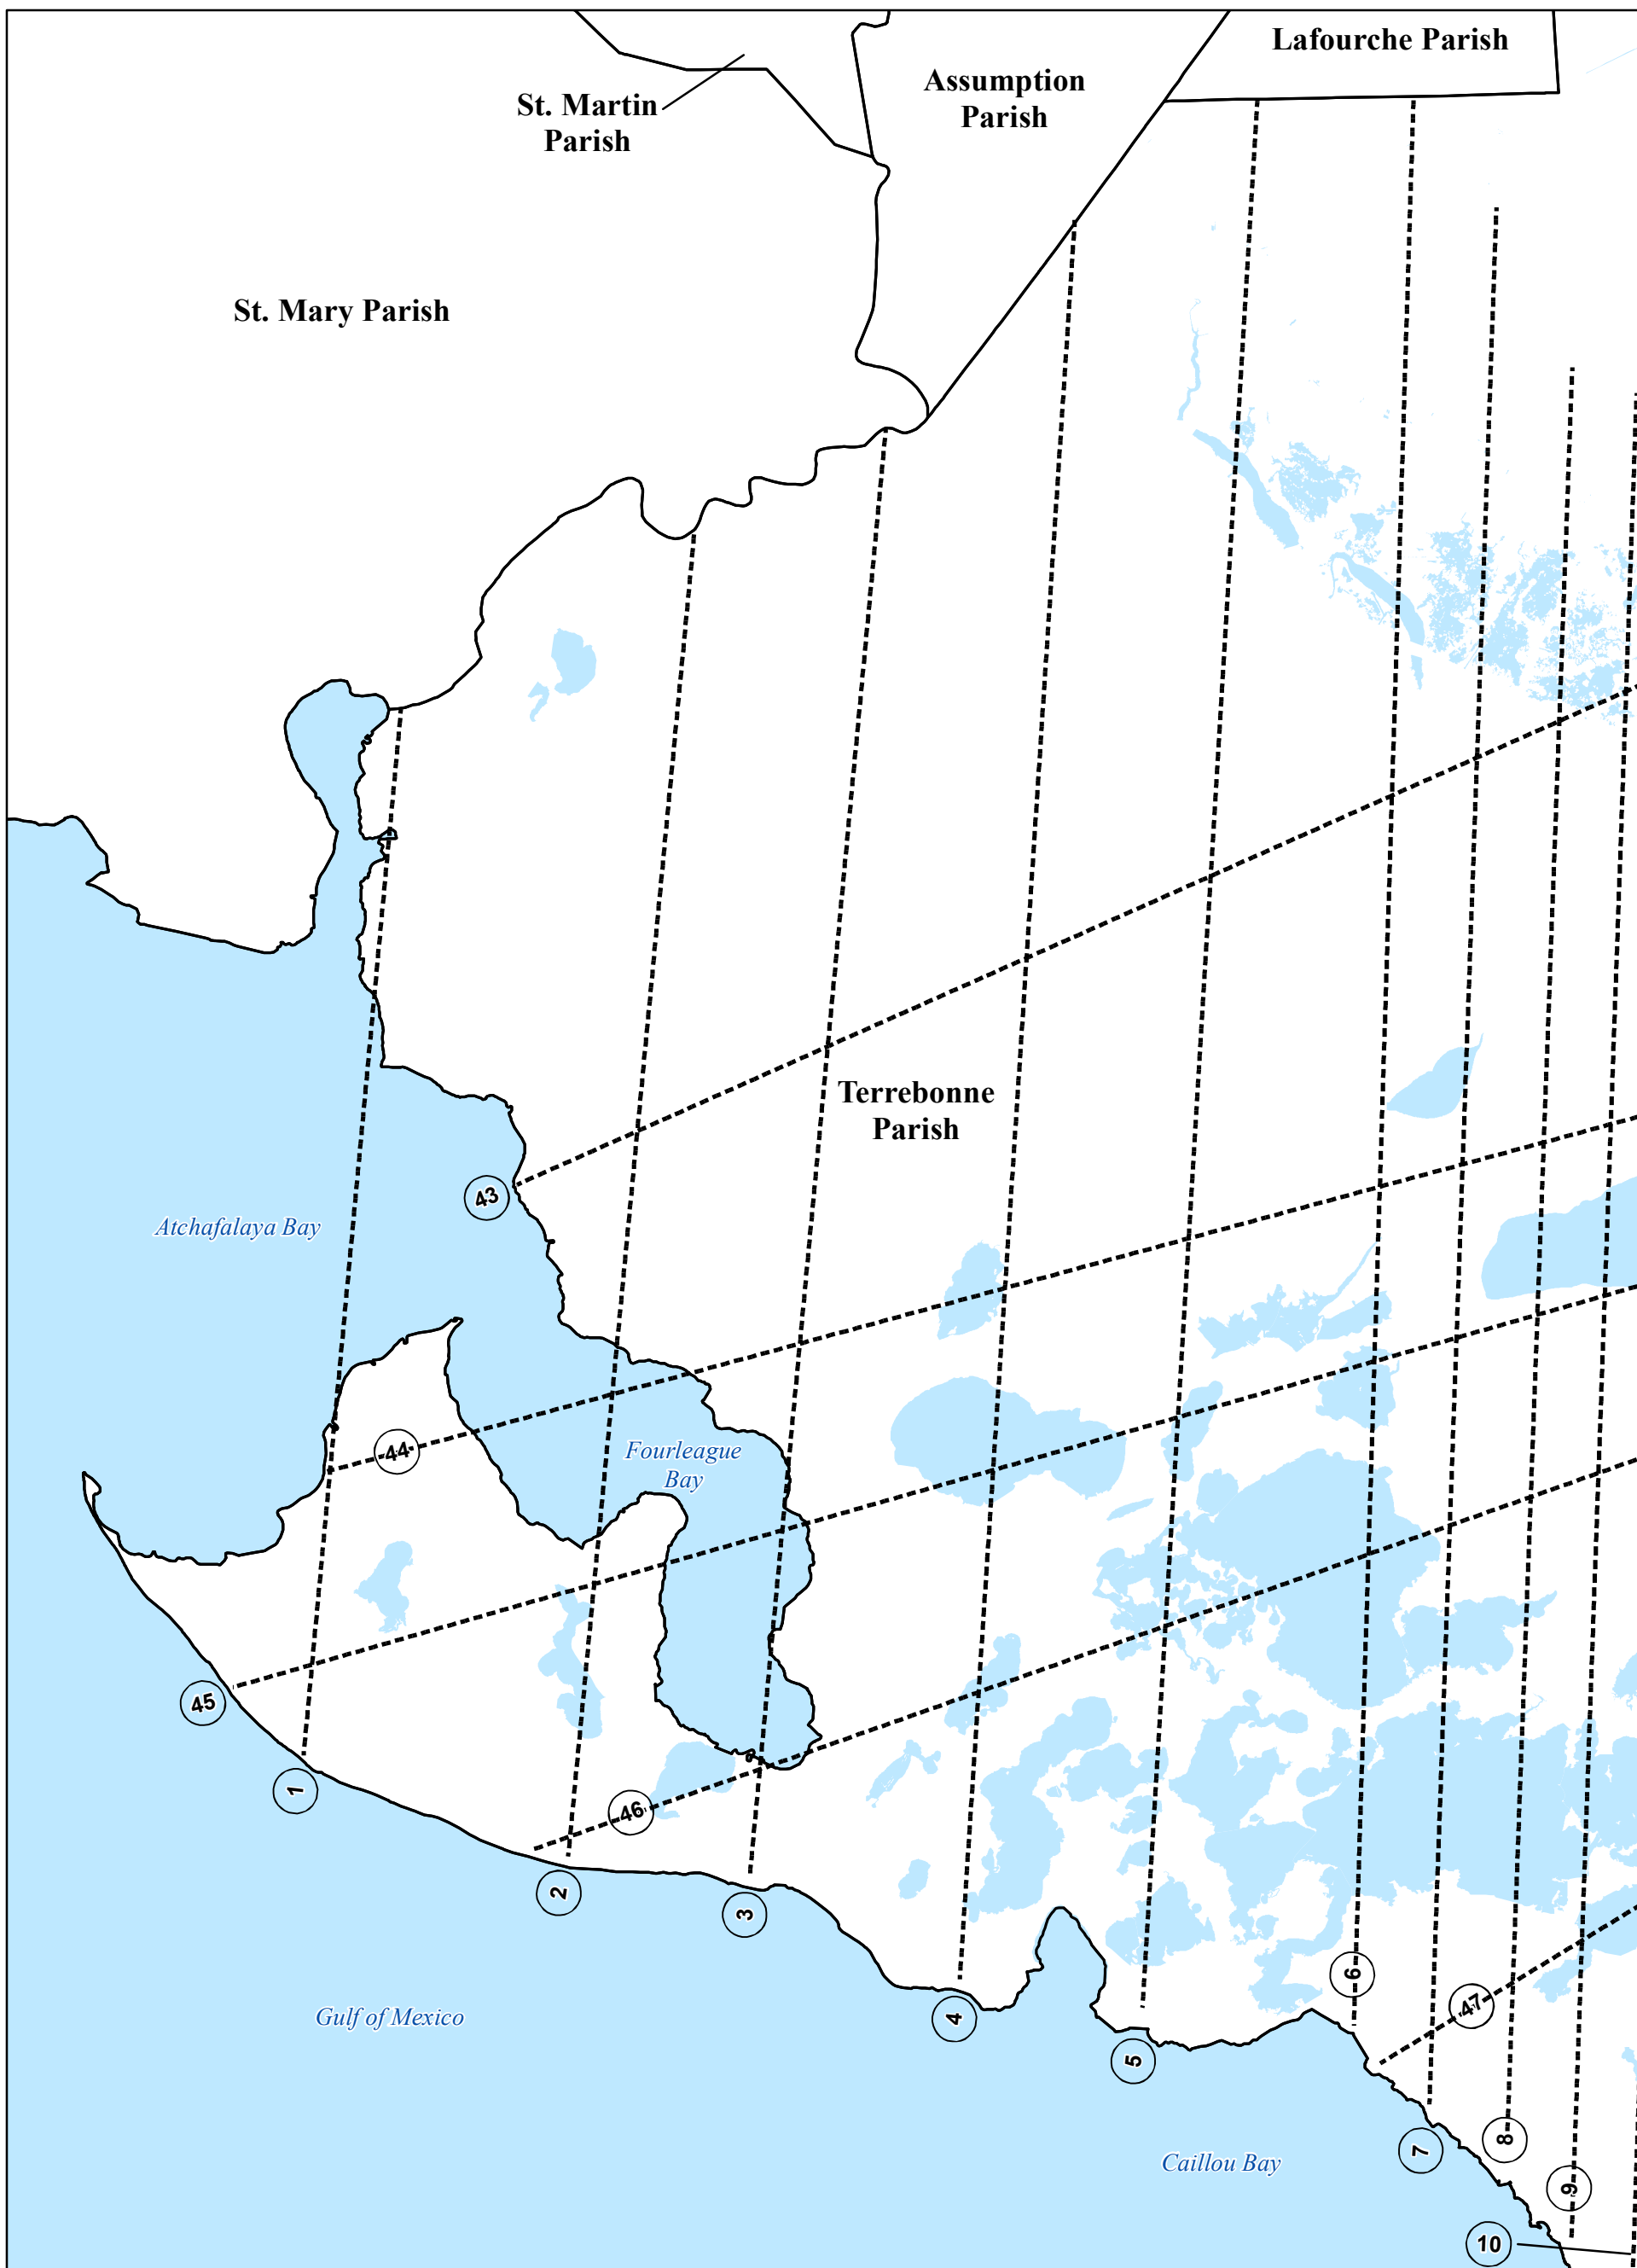 Lafourche Parish
Assumption
Parish
St. Martin
Parish
St. Mary Parish
Terrebonne
Parish
43
Atchafalaya Bay
44
Fourleague
Bay
45
1
46
2
3
6
47
Gulf of Mexico
4
5
8
7
Caillou Bay
9
10